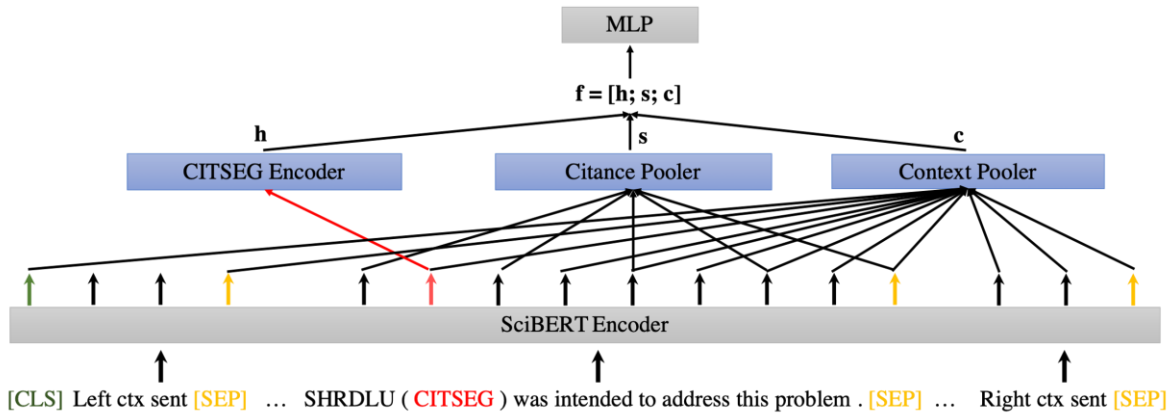 MLP
f = [h; s; c]
h s c
CITSEG Encoder Citance Pooler Context Pooler
SciBERT Encoder
[CLS] Left ctx sent [SEP] ... SHRDLU ( CITSEG ) was intended to address this problem . [SEP] ... Right ctx sent [SEP]